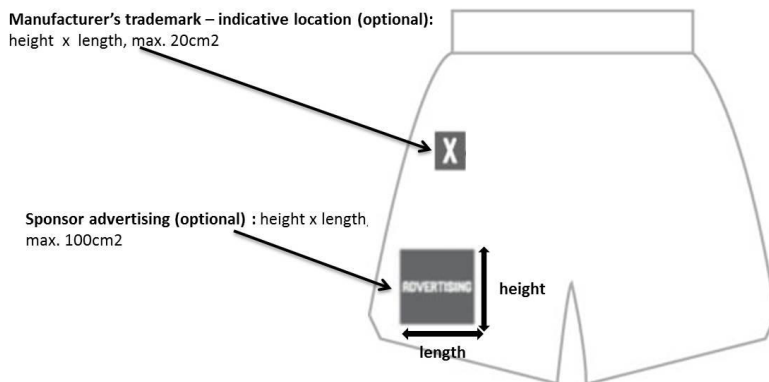 Manufacturer's trademark – indicative location (optional):
height x length, max. 20cm2
X
Sponsor advertising (optional) : height x length,
max. 100cm2
ADVERTISING
height
length